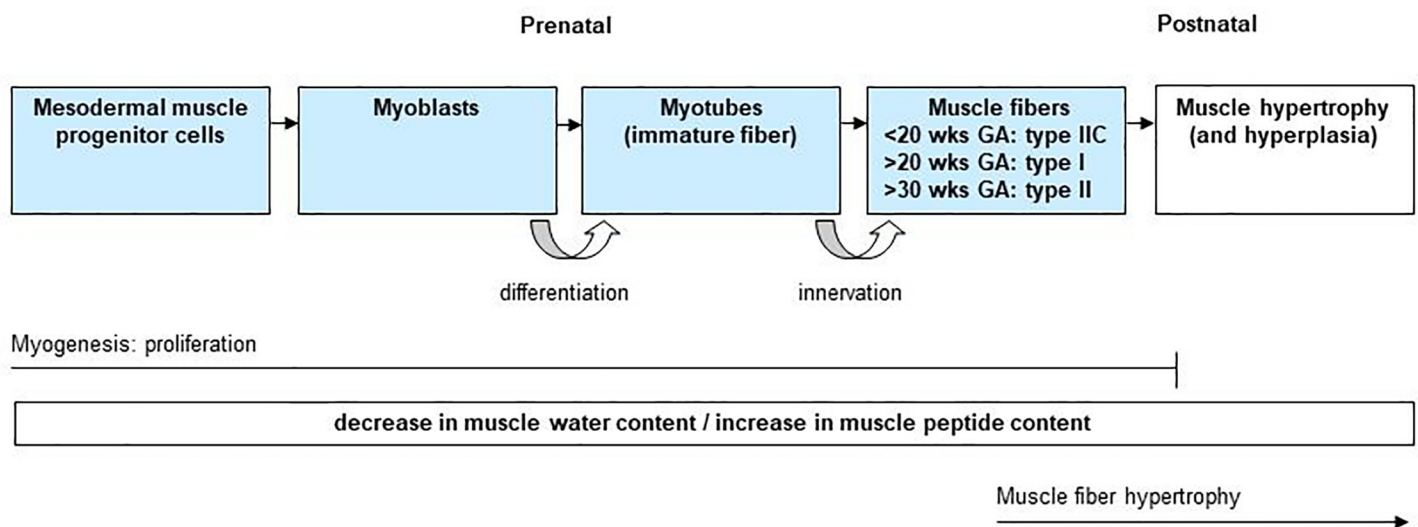 Prenatal
Postnatal
Mesodermal muscle
progenitor cells
Myoblasts
Myotubes
(immature fiber)
Muscle fibers
<20 wks GA: type IIC
>20 wks GA: type I
>30 wks GA: type II
Muscle hypertrophy
(and hyperplasia)
differentiation
innervation
Myogenesis: proliferation
decrease in muscle water content / increase in muscle peptide content
Muscle fiber hypertrophy